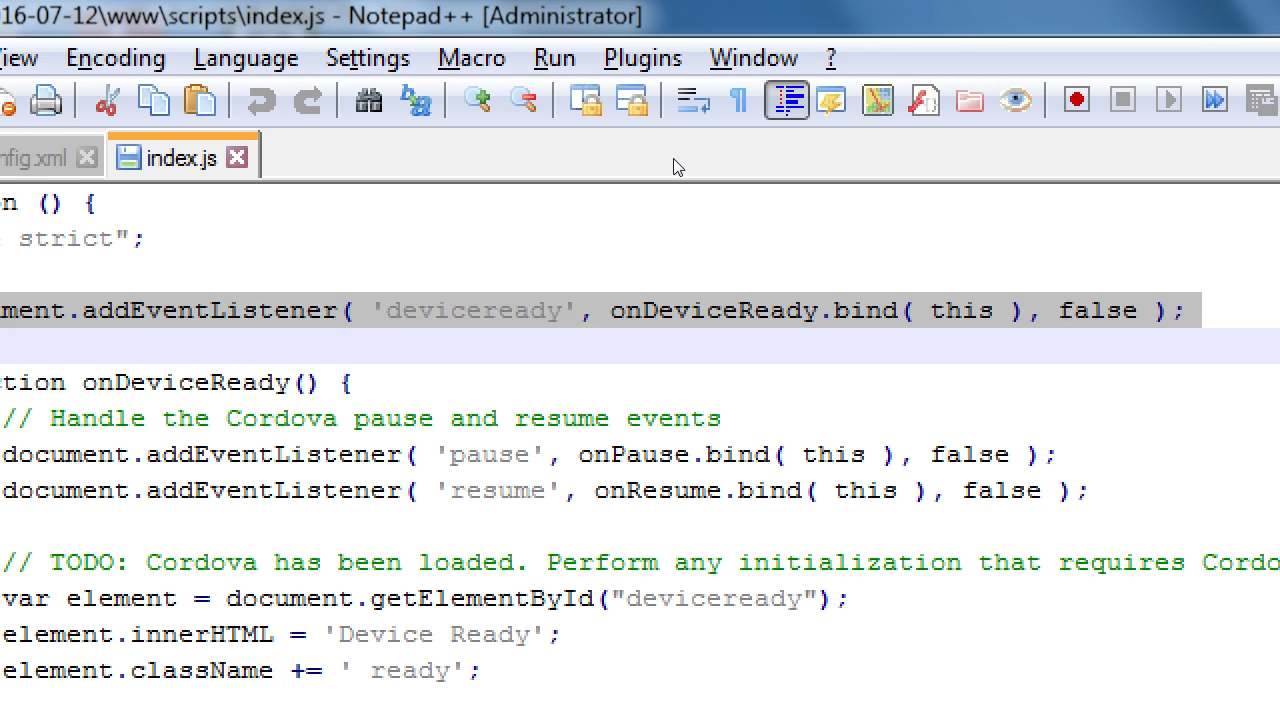 16-07-12\www\scripts\index.js - Notepad++ [Administrator]
iew Encoding Language Settings Macro Run Plugins Window ?
nfig.xml index.js
on () {
strict";
ment.addEventListener( 'deviceready', onDeviceReady.bind( this ), false );
ction onDeviceReady() {
// Handle the Cordova pause and resume events
document.addEventListener( 'pause', onPause.bind( this ), false );
document.addEventListener( 'resume', onResume.bind( this ), false );
// TODO: Cordova has been loaded. Perform any initialization that requires Cordo
var element = document.getElementById("deviceready");
element.innerHTML = 'Device Ready';
element.className += ' ready';